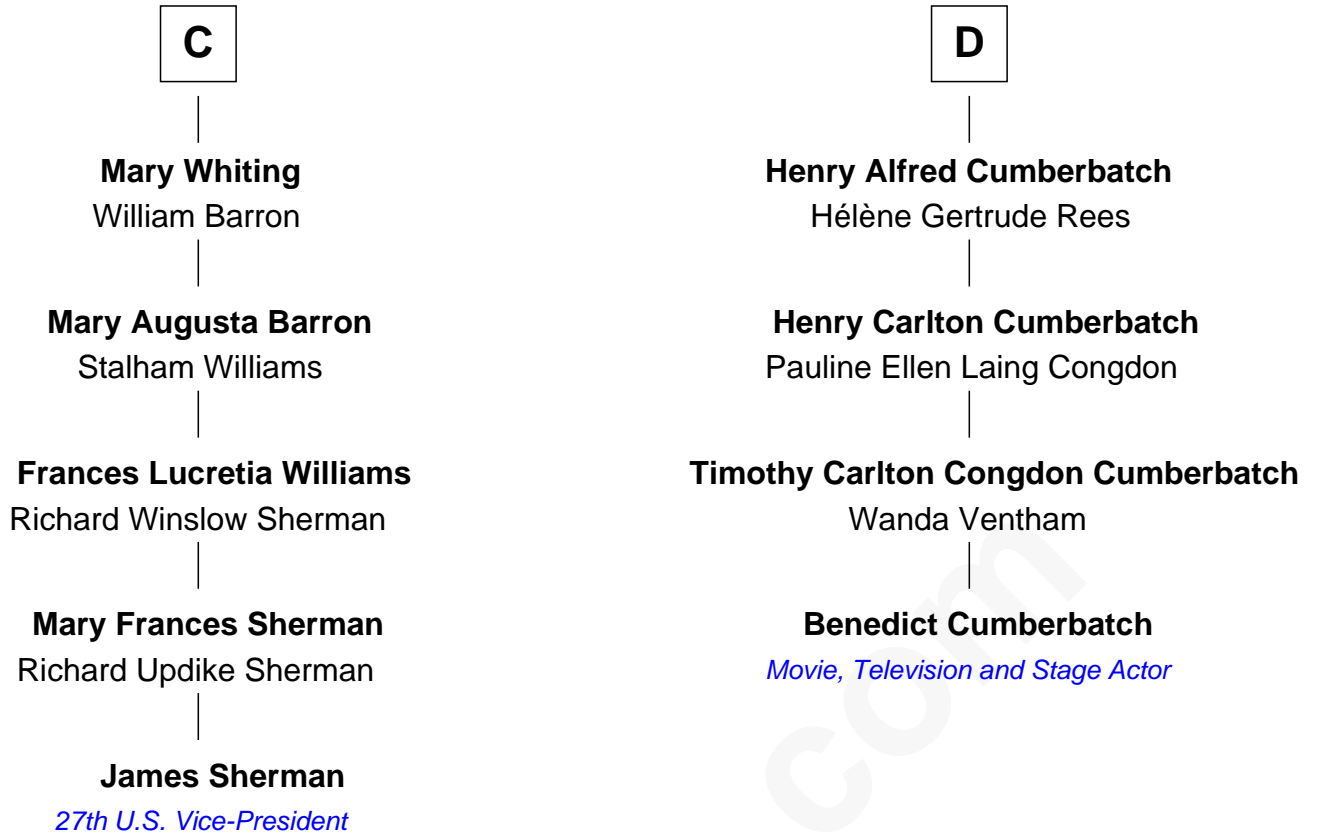 C
Mary Whiting
William Barron
Mary Augusta Barron
Stalham Williams
Frances Lucretia Williams
Richard Winslow Sherman
Mary Frances Sherman
Richard Updike Sherman
James Sherman
27th U.S. Vice-President
D
Henry Alfred Cumberbatch
Hélène Gertrude Rees
Henry Carlton Cumberbatch
Pauline Ellen Laing Congdon
Timothy Carlton Congdon Cumberbatch
Wanda Ventham
Benedict Cumberbatch
Movie, Television and Stage Actor
com